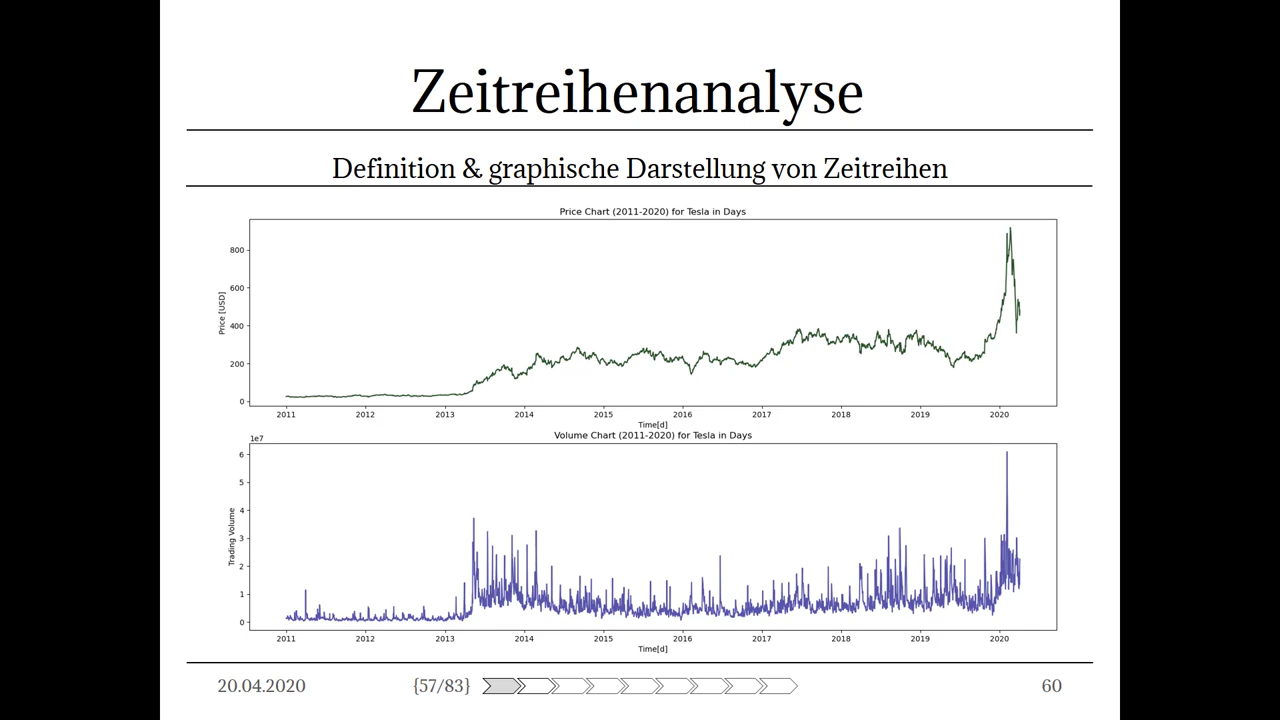 Zeitreihenanalyse
Definition & graphische Darstellung von Zeitreihen
Price Chart (2011-2020) for Tesla in Days
Price [USD]
800
600
400
200
0
2011 2012 2013 2014 2015 2016 2017 2018 2019 2020
Time[d]
Volume Chart (2011-2020) for Tesla in Days
1e7
Trading Volume
6
5
4
3
2
1
0
2011 2012 2013 2014 2015 2016 2017 2018 2019 2020
Time[d]
20.04.2020 {57/83} 60